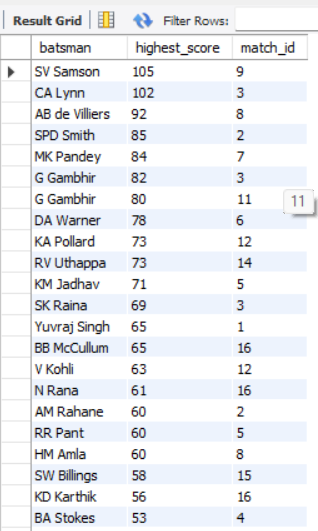 Result Grid Filter Rows:
batsman highest_score match_id
SV Samson 105 9
CA Lynn 102 3
AB de Villiers 92 8
SPD Smith 85 2
MK Pandey 84 7
G Gambhir 82 3
G Gambhir 80 11 11
DA Warner 78 6
KA Pollard 73 12
RV Uthappa 73 14
KM Jadhav 71 5
SK Raina 69 3
Yuvraj Singh 65 1
BB McCullum 65 16
V Kohli 63 12
N Rana 61 16
AM Rahane 60 2
RR Pant 60 5
HM Amla 60 8
SW Billings 58 15
KD Karthik 56 16
BA Stokes 53 4